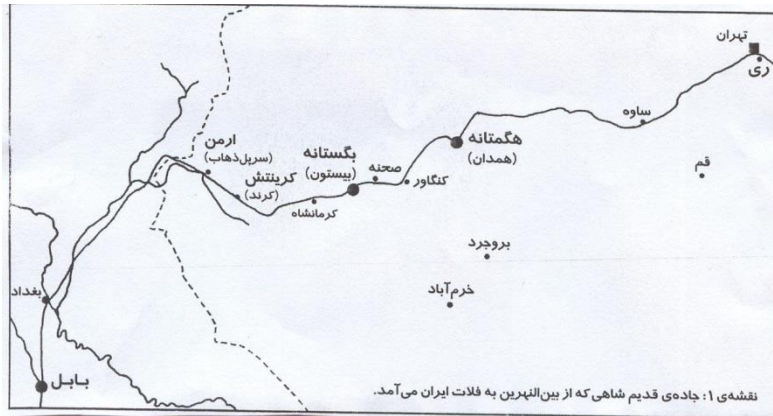 تهران
ری
ساوه
قم
هگمتانه
(همدان)
کنگاور
صحنه
بگستانه
(بیستون)
کرمانشاه
کرینتش
(کرند)
ارمن
(سرپل‌ذهاب)
بروجرد
خرم‌آباد
بغداد
بابل
نقشه‌ی ۱: جاده‌ی قدیم شاهی که از بین‌النهرین به فلات ایران می‌آمد.